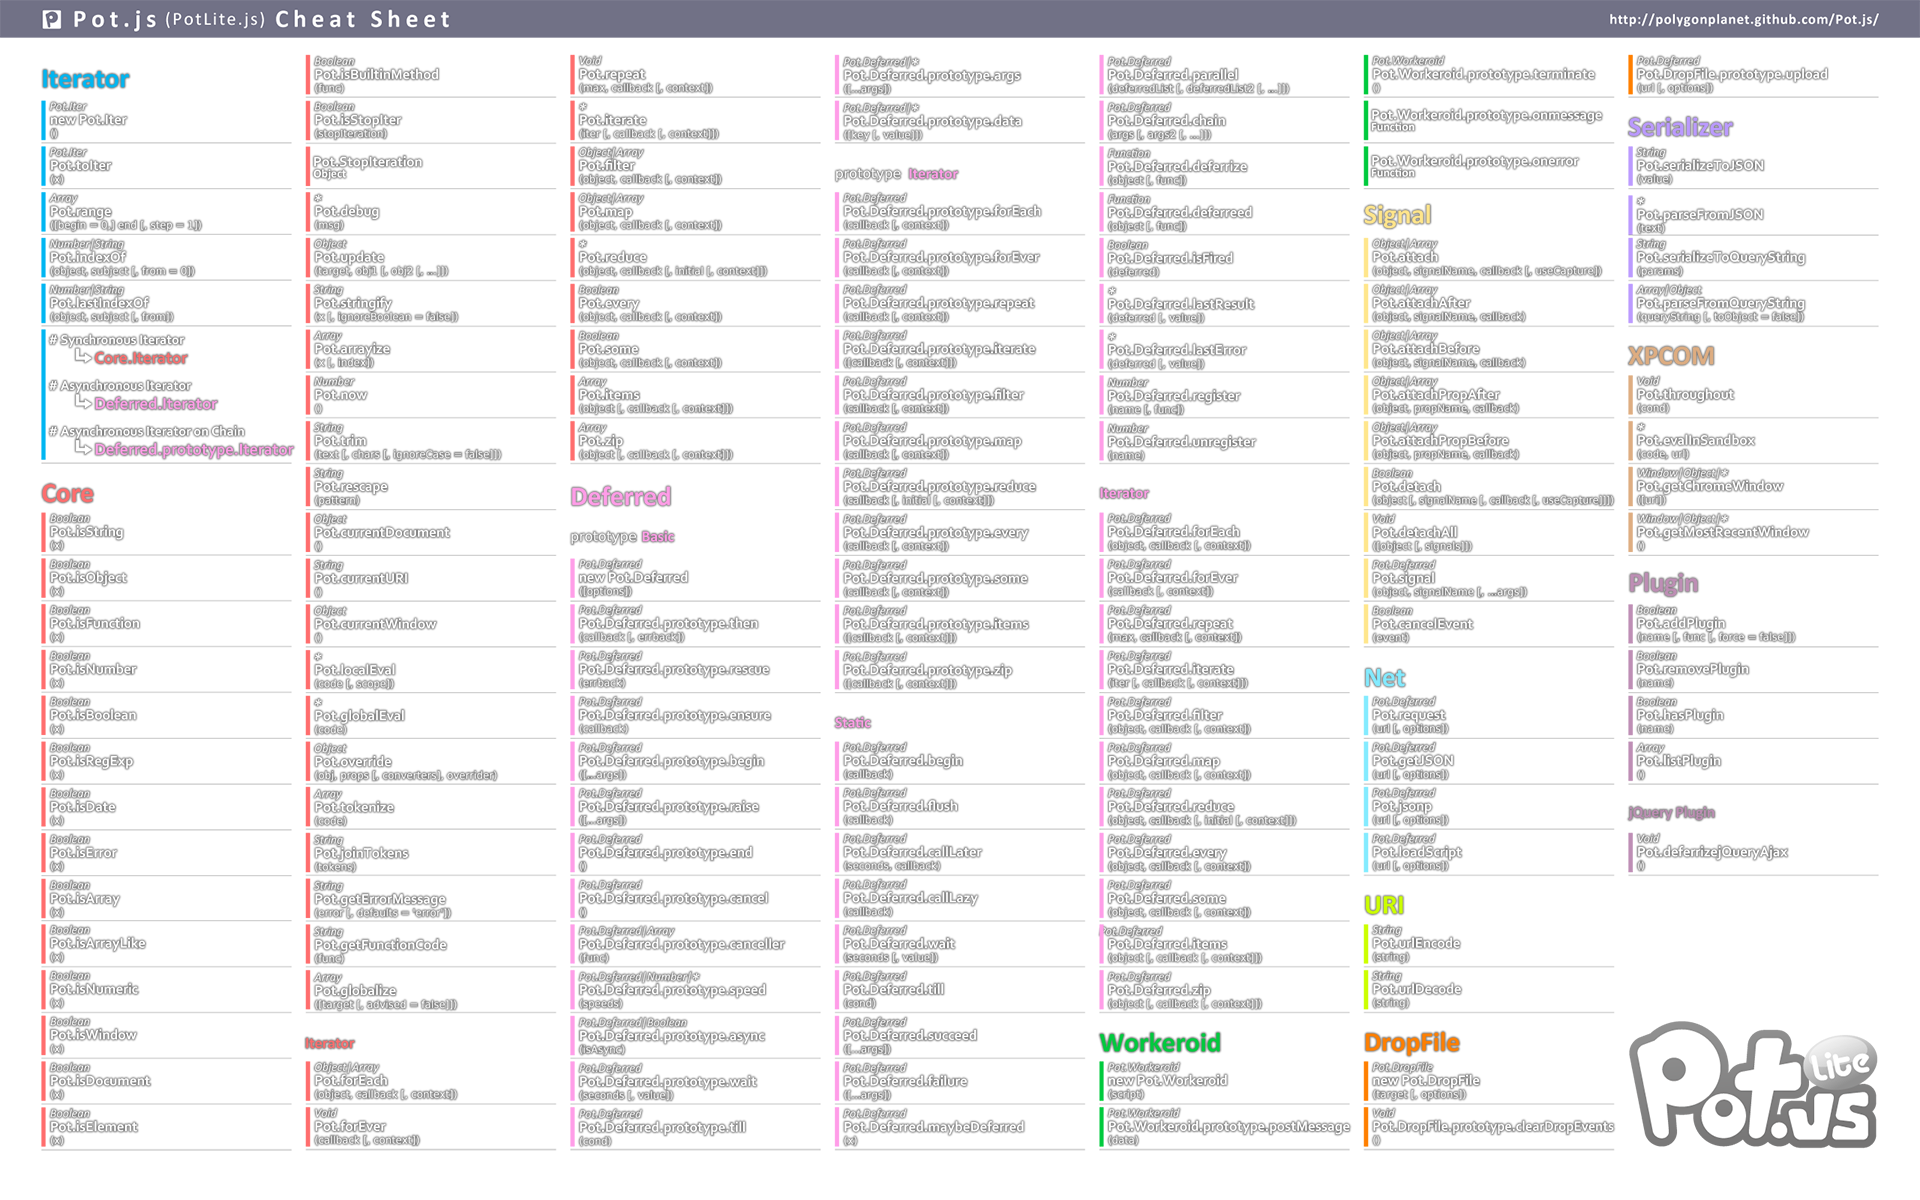 Pot.js (PotLite.js) Cheat Sheet
http://polygonplanet.github.com/Pot.js/
Iterator
Pot.Iter
new Pot.Iter
()
Pot.Iter
Pot.toIter
(x)
Array
Pot.range
([begin = 0,] end [, step = 1])
Number|String
Pot.indexOf
(object, subject [, from = 0])
Number|String
Pot.lastIndexOf
(object, subject [, from])
# Synchronous Iterator
Core.Iterator
# Asynchronous Iterator
Deferred.Iterator
# Asynchronous Iterator on Chain
Deferred.prototype.Iterator
Core
Boolean
Pot.isString
(x)
Boolean
Pot.isObject
(x)
Boolean
Pot.isFunction
(x)
Boolean
Pot.isNumber
(x)
Boolean
Pot.isBoolean
(x)
Boolean
Pot.isRegExp
(x)
Boolean
Pot.isDate
(x)
Boolean
Pot.isError
(x)
Boolean
Pot.isArray
(x)
Boolean
Pot.isArrayLike
(x)
Boolean
Pot.isNumeric
(x)
Boolean
Pot.isWindow
(x)
Boolean
Pot.isDocument
(x)
Boolean
Pot.isElement
(x)
Boolean
Pot.isBuiltinMethod
(func)
Boolean
Pot.isStopIter
(stopIteration)
Pot.StopIteration
Object
*
Pot.debug
(msg)
Object
Pot.update
(target, obj1 [, obj2 [, ...]])
String
Pot.stringify
(x [, ignoreBoolean = false])
Array
Pot.arrayize
(x [, index])
Number
Pot.now
()
String
Pot.trim
(text [, chars [, ignoreCase = false]])
String
Pot.rescape
(pattern)
Object
Pot.currentDocument
()
String
Pot.currentURI
()
Object
Pot.currentWindow
()
*
Pot.localEval
(code [, scope])
*
Pot.globalEval
(code)
Object
Pot.override
(obj, props [, converters], overrider)
Array
Pot.tokenize
(code)
String
Pot.joinTokens
(tokens)
String
Pot.getErrorMessage
(error [, defaults = 'error'])
String
Pot.getFunctionCode
(func)
Array
Pot.globalize
([target [, advised = false]])
Iterator
Object|Array
Pot.forEach
(object, callback [, context])
Void
Pot.forEver
(callback [, context])
Void
Pot.repeat
(max, callback [, context])
*
Pot.iterate
(iter [, callback [, context]])
Object|Array
Pot.filter
(object, callback [, context])
Object|Array
Pot.map
(object, callback [, context])
*
Pot.reduce
(object, callback [, initial [, context]])
Boolean
Pot.every
(object, callback [, context])
Boolean
Pot.some
(object, callback [, context])
Array
Pot.items
(object [, callback [, context]])
Array
Pot.zip
(object [, callback [, context]])
Deferred
prototype Basic
Pot.Deferred
new Pot.Deferred
([options])
Pot.Deferred
Pot.Deferred.prototype.then
(callback [, errback])
Pot.Deferred
Pot.Deferred.prototype.rescue
(errback)
Pot.Deferred
Pot.Deferred.prototype.ensure
(callback)
Pot.Deferred
Pot.Deferred.prototype.begin
([...args])
Pot.Deferred
Pot.Deferred.prototype.raise
([...args])
Pot.Deferred
Pot.Deferred.prototype.end
()
Pot.Deferred
Pot.Deferred.prototype.cancel
()
Pot.Deferred|Array
Pot.Deferred.prototype.canceller
(func)
Pot.Deferred|Number|*
Pot.Deferred.prototype.speed
(speeds)
Pot.Deferred|Boolean
Pot.Deferred.prototype.async
(isAsync)
Pot.Deferred
Pot.Deferred.prototype.wait
(seconds [, value])
Pot.Deferred
Pot.Deferred.prototype.till
(cond)
Pot.Deferred|*
Pot.Deferred.prototype.args
([...args])
Pot.Deferred|*
Pot.Deferred.prototype.data
([key [, value]])
prototype Iterator
Pot.Deferred
Pot.Deferred.prototype.forEach
(callback [, context])
Pot.Deferred
Pot.Deferred.prototype.forEver
(callback [, context])
Pot.Deferred
Pot.Deferred.prototype.repeat
(callback [, context])
Pot.Deferred
Pot.Deferred.prototype.iterate
([callback [, context]])
Pot.Deferred
Pot.Deferred.prototype.filter
(callback [, context])
Pot.Deferred
Pot.Deferred.prototype.map
(callback [, context])
Pot.Deferred
Pot.Deferred.prototype.reduce
(callback [, initial [, context]])
Pot.Deferred
Pot.Deferred.prototype.every
(callback [, context])
Pot.Deferred
Pot.Deferred.prototype.some
(callback [, context])
Pot.Deferred
Pot.Deferred.prototype.items
([callback [, context]])
Pot.Deferred
Pot.Deferred.prototype.zip
([callback [, context]])
Static
Pot.Deferred
Pot.Deferred.begin
(callback)
Pot.Deferred
Pot.Deferred.flush
(callback)
Pot.Deferred
Pot.Deferred.callLater
(seconds, callback)
Pot.Deferred
Pot.Deferred.callLazy
(callback)
Pot.Deferred
Pot.Deferred.wait
(seconds [, value])
Pot.Deferred
Pot.Deferred.till
(cond)
Pot.Deferred
Pot.Deferred.succeed
([...args])
Pot.Deferred
Pot.Deferred.failure
([...args])
Pot.Deferred
Pot.Deferred.maybeDeferred
(x)
Pot.Deferred
Pot.Deferred.parallel
(deferredList [, deferredList2 [, ...]])
Pot.Deferred
Pot.Deferred.chain
(args [, args2 [, ...]])
Function
Pot.Deferred.deferrize
(object [, func])
Function
Pot.Deferred.deferreed
(object [, func])
Boolean
Pot.Deferred.isFired
(deferred)
*
Pot.Deferred.lastResult
(deferred [, value])
*
Pot.Deferred.lastError
(deferred [, value])
Number
Pot.Deferred.register
(name [, func])
Number
Pot.Deferred.unregister
(name)
Iterator
Pot.Deferred
Pot.Deferred.forEach
(object, callback [, context])
Pot.Deferred
Pot.Deferred.forEver
(callback [, context])
Pot.Deferred
Pot.Deferred.repeat
(max, callback [, context])
Pot.Deferred
Pot.Deferred.iterate
(iter [, callback [, context]])
Pot.Deferred
Pot.Deferred.filter
(object, callback [, context])
Pot.Deferred
Pot.Deferred.map
(object, callback [, context])
Pot.Deferred
Pot.Deferred.reduce
(object, callback [, initial [, context]])
Pot.Deferred
Pot.Deferred.every
(object, callback [, context])
Pot.Deferred
Pot.Deferred.some
(object, callback [, context])
Pot.Deferred
Pot.Deferred.items
(object [, callback [, context]])
Pot.Deferred
Pot.Deferred.zip
(object [, callback [, context]])
Workeroid
Pot.Workeroid
new Pot.Workeroid
(script)
Pot.Workeroid
Pot.Workeroid.prototype.postMessage
(data)
Pot.Workeroid
Pot.Workeroid.prototype.terminate
()
Pot.Workeroid.prototype.onmessage
Function
Pot.Workeroid.prototype.onerror
Function
Signal
Object|Array
Pot.attach
(object, signalName, callback [, useCapture])
Object|Array
Pot.attachAfter
(object, signalName, callback)
Object|Array
Pot.attachBefore
(object, signalName, callback)
Object|Array
Pot.attachPropAfter
(object, propName, callback)
Object|Array
Pot.attachPropBefore
(object, propName, callback)
Boolean
Pot.detach
(object [, signalName [, callback [, useCapture]]])
Void
Pot.detachAll
([object [, signals]])
Pot.Deferred
Pot.signal
(object, signalName [, ...args])
Boolean
Pot.cancelEvent
(event)
Net
Pot.Deferred
Pot.request
(url [, options])
Pot.Deferred
Pot.getJSON
(url [, options])
Pot.Deferred
Pot.jsonp
(url [, options])
Pot.Deferred
Pot.loadScript
(url [, options])
URI
String
Pot.urlEncode
(string)
String
Pot.urlDecode
(string)
DropFile
Pot.DropFile
new Pot.DropFile
(target [, options])
Void
Pot.DropFile.prototype.clearDropEvents
()
Pot.Deferred
Pot.DropFile.prototype.upload
(url [, options])
Serializer
String
Pot.serializeToJSON
(value)
*
Pot.parseFromJSON
(text)
String
Pot.serializeToQueryString
(params)
Array|Object
Pot.parseFromQueryString
(queryString [, toObject = false])
XPCOM
Void
Pot.throughout
(cond)
*
Pot.evalInSandbox
(code, url)
Window|Object|*
Pot.getChromeWindow
([uri])
Window|Object|*
Pot.getMostRecentWindow
()
Plugin
Boolean
Pot.addPlugin
(name [, func [, force = false]])
Boolean
Pot.removePlugin
(name)
Boolean
Pot.hasPlugin
(name)
Array
Pot.listPlugin
()
jQuery Plugin
Void
Pot.deferrizejQueryAjax
()
Pot.js
Lite